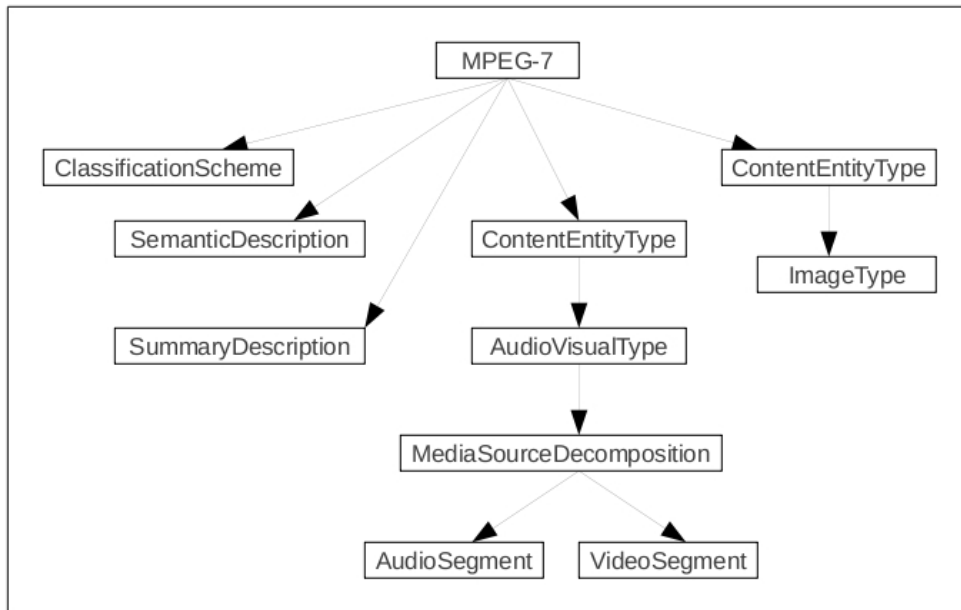 MPEG-7
ClassificationScheme
ContentEntityType
SemanticDescription
ContentEntityType
ImageType
SummaryDescription
AudioVisualType
MediaSourceDecomposition
AudioSegment
VideoSegment